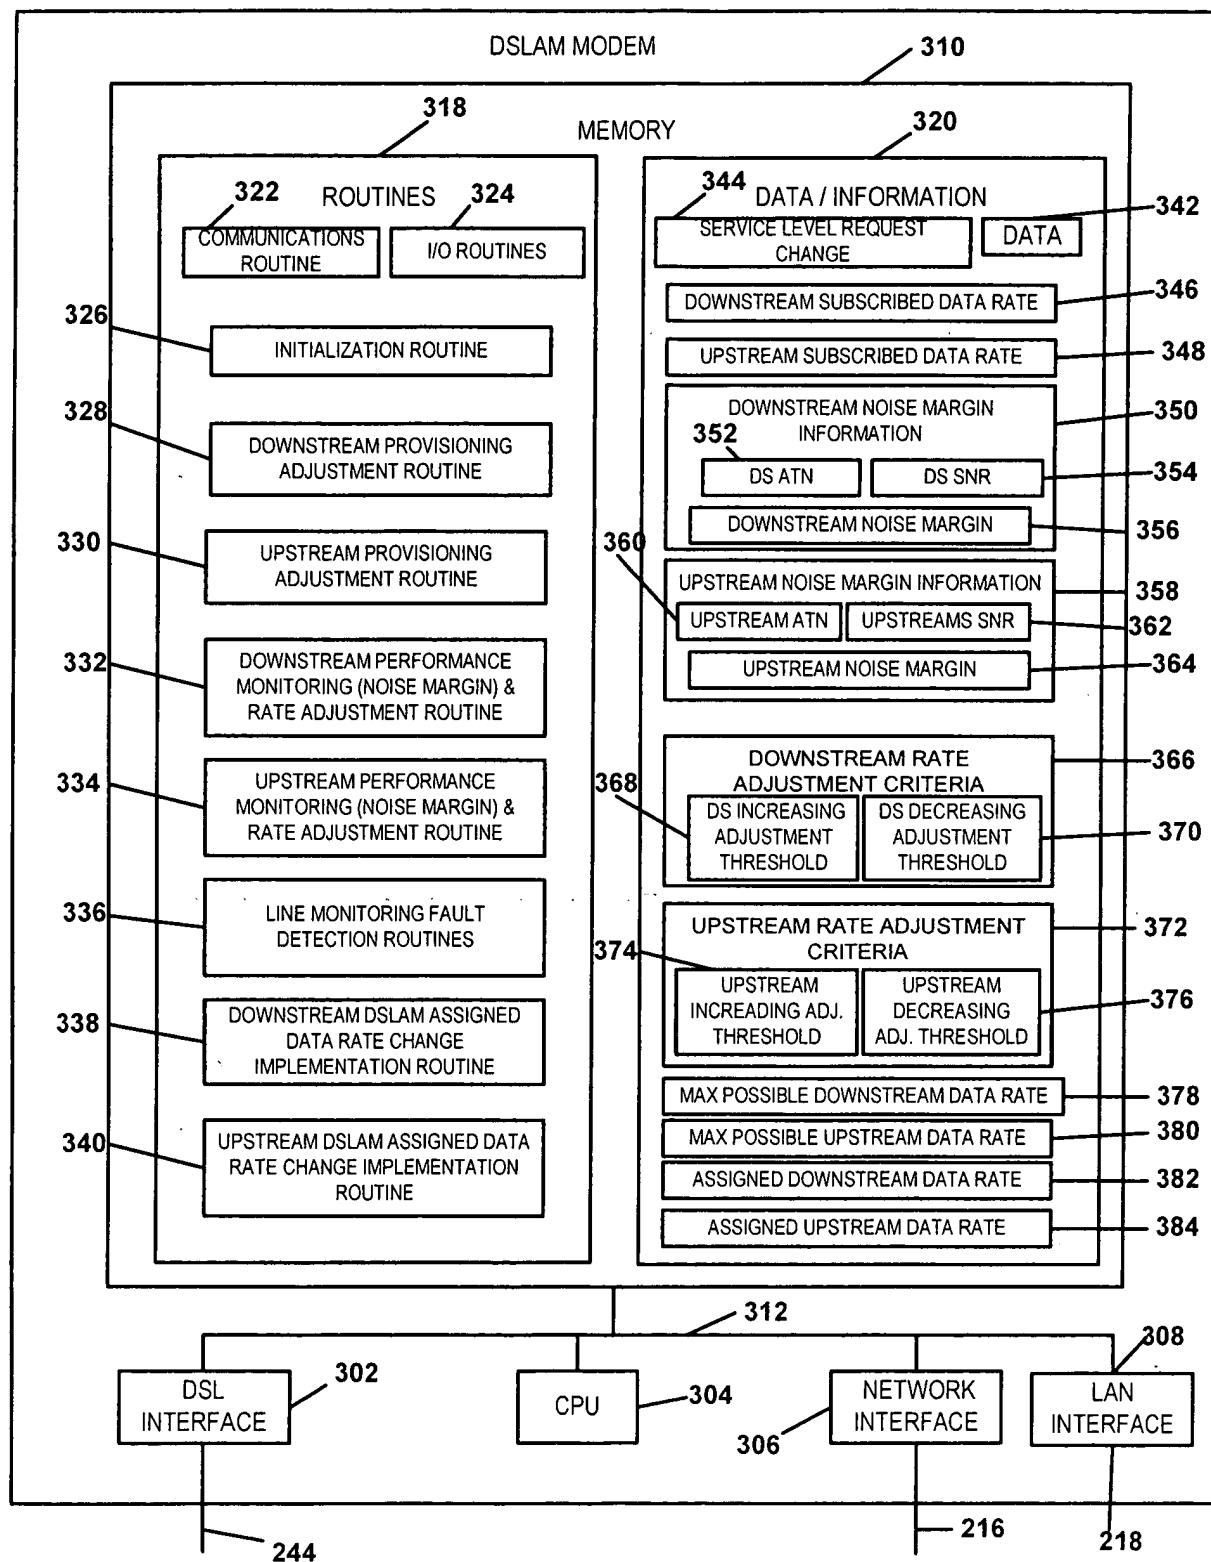 DSLAM MODEM
310
MEMORY
318
320
ROUTINES
322
324
COMMUNICATIONS
ROUTINE
I/O ROUTINES
326
INITIALIZATION ROUTINE
328
DOWNSTREAM PROVISIONING
ADJUSTMENT ROUTINE
330
UPSTREAM PROVISIONING
ADJUSTMENT ROUTINE
332
DOWNSTREAM PERFORMANCE
MONITORING (NOISE MARGIN) &
RATE ADJUSTMENT ROUTINE
334
UPSTREAM PERFORMANCE
MONITORING (NOISE MARGIN) &
RATE ADJUSTMENT ROUTINE
336
LINE MONITORING FAULT
DETECTION ROUTINES
338
DOWNSTREAM DSLAM ASSIGNED
DATA RATE CHANGE
IMPLEMENTATION ROUTINE
340
UPSTREAM DSLAM ASSIGNED DATA
RATE CHANGE IMPLEMENTATION
ROUTINE
DATA / INFORMATION
344
342
SERVICE LEVEL REQUEST
CHANGE
DATA
DOWNSTREAM SUBSCRIBED DATA RATE
346
UPSTREAM SUBSCRIBED DATA RATE
348
DOWNSTREAM NOISE MARGIN
INFORMATION
350
352
DS ATN
DS SNR
354
DOWNSTREAM NOISE MARGIN
356
360
UPSTREAM NOISE MARGIN INFORMATION
358
UPSTREAM ATN
UPSTREAMS SNR
362
UPSTREAM NOISE MARGIN
364
DOWNSTREAM RATE
ADJUSTMENT CRITERIA
366
368
DS INCREASING
ADJUSTMENT
THRESHOLD
DS DECREASING
ADJUSTMENT
THRESHOLD
370
UPSTREAM RATE ADJUSTMENT
CRITERIA
372
374
UPSTREAM
INCREADING ADJ.
THRESHOLD
UPSTREAM
DECREASING
ADJ. THRESHOLD
376
MAX POSSIBLE DOWNSTREAM DATA RATE
378
MAX POSSIBLE UPSTREAM DATA RATE
380
ASSIGNED DOWNSTREAM DATA RATE
382
ASSIGNED UPSTREAM DATA RATE
384
312
308
DSL
INTERFACE
302
CPU
304
NETWORK
INTERFACE
306
LAN
INTERFACE
244
216
218